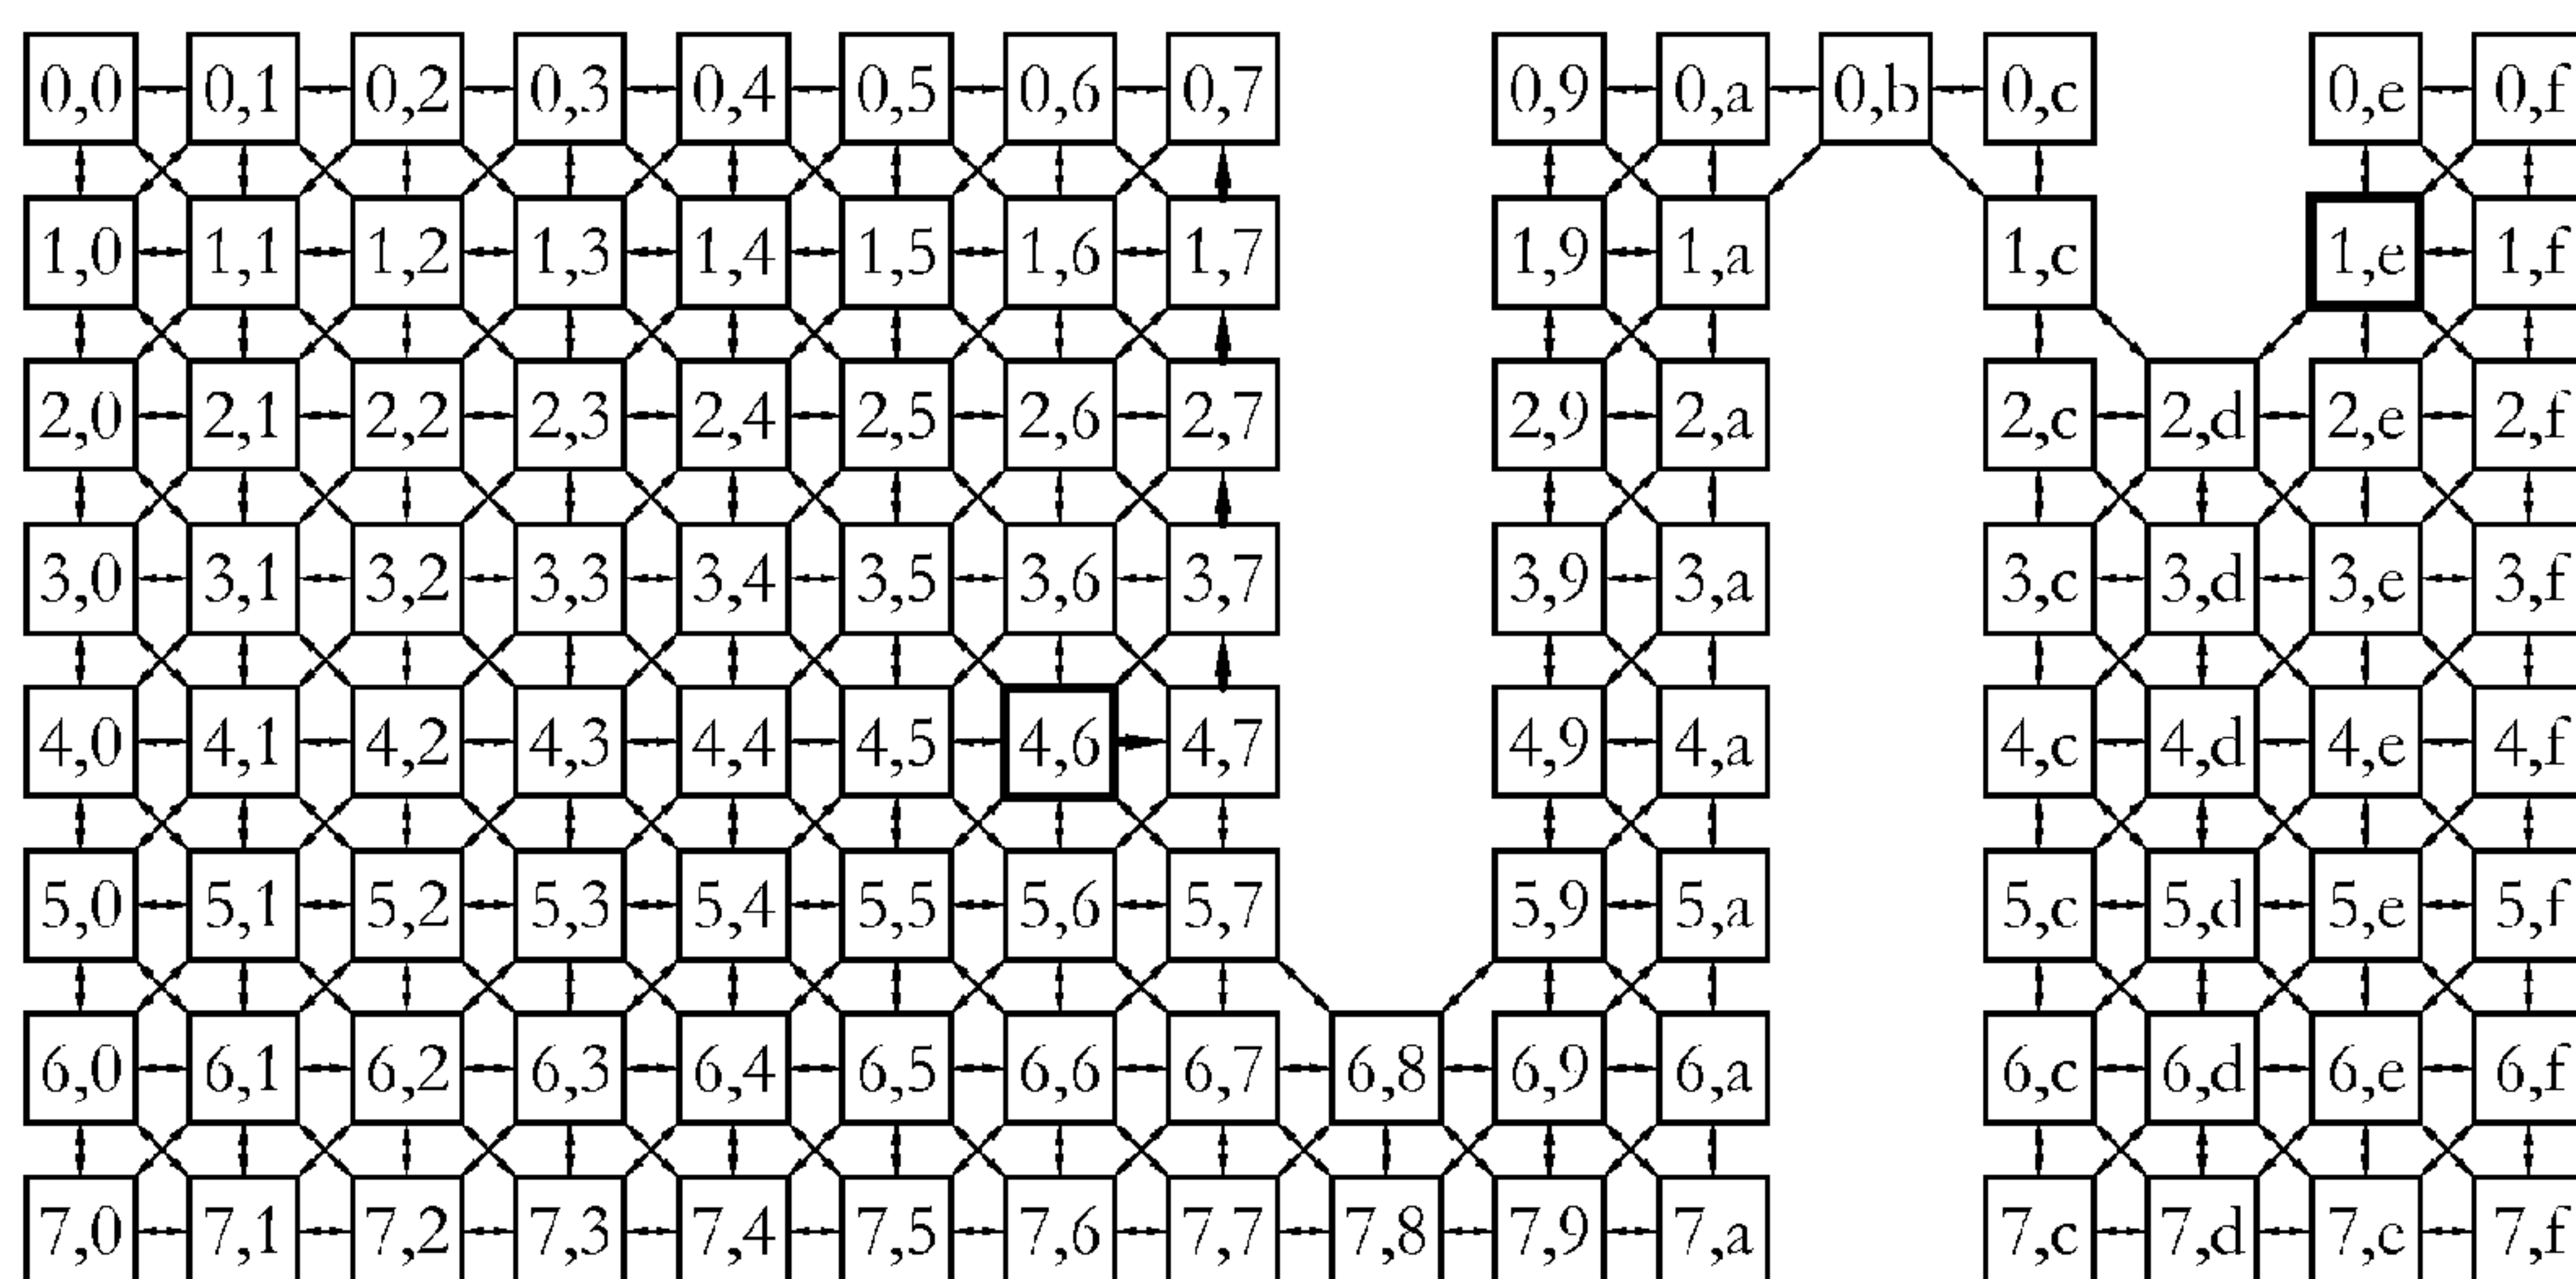 0,0 0,1 0,2 0,3 0,4 0,5 0,6 0,7 0,9 0,a 0,b 0,c 0,e 0,f
1,0 1,1 1,2 1,3 1,4 1,5 1,6 1,7 1,9 1,a 1,c 1,e 1,f
2,0 2,1 2,2 2,3 2,4 2,5 2,6 2,7 2,9 2,a 2,c 2,d 2,e 2,f
3,0 3,1 3,2 3,3 3,4 3,5 3,6 3,7 3,9 3,a 3,c 3,d 3,e 3,f
4,0 4,1 4,2 4,3 4,4 4,5 4,6 4,7 4,9 4,a 4,c 4,d 4,e 4,f
5,0 5,1 5,2 5,3 5,4 5,5 5,6 5,7 5,9 5,a 5,c 5,d 5,e 5,f
6,0 6,1 6,2 6,3 6,4 6,5 6,6 6,7 6,8 6,9 6,a 6,c 6,d 6,e 6,f
7,0 7,1 7,2 7,3 7,4 7,5 7,6 7,7 7,8 7,9 7,a 7,c 7,d 7,e 7,f